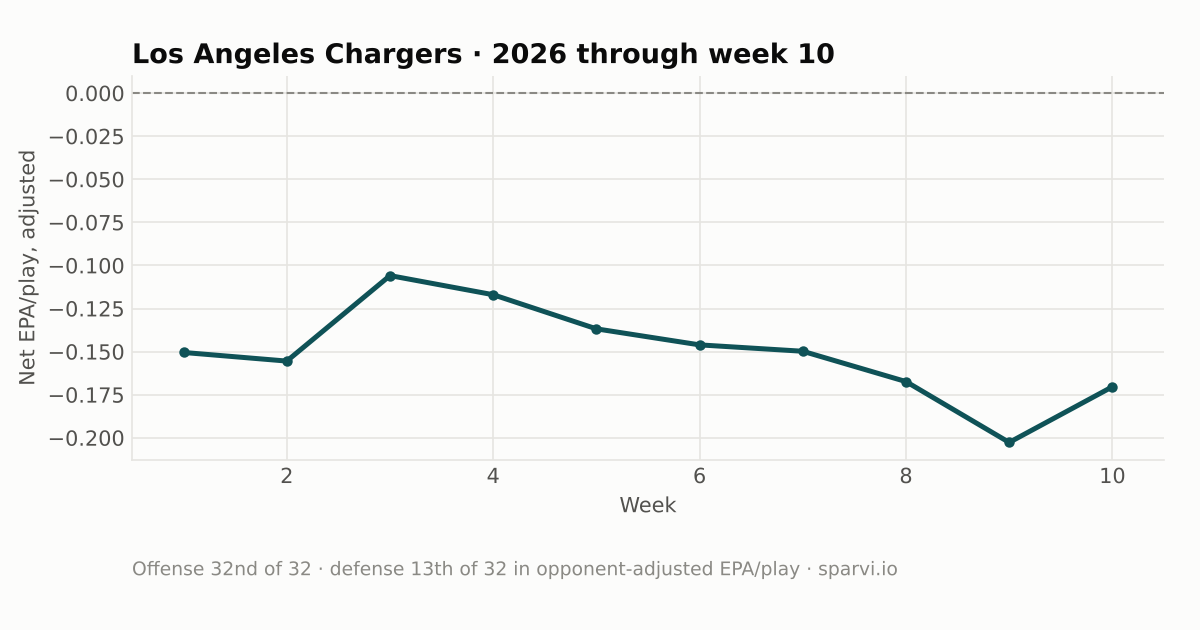 Los Angeles Chargers · 2026 through week 10
0.000
−0.025
−0.050
−0.075
−0.100
−0.125
−0.150
−0.175
−0.200
Net EPA/play, adjusted
2 4 6 8 10
Week
Offense 32nd of 32 · defense 13th of 32 in opponent-adjusted EPA/play · sparvi.io